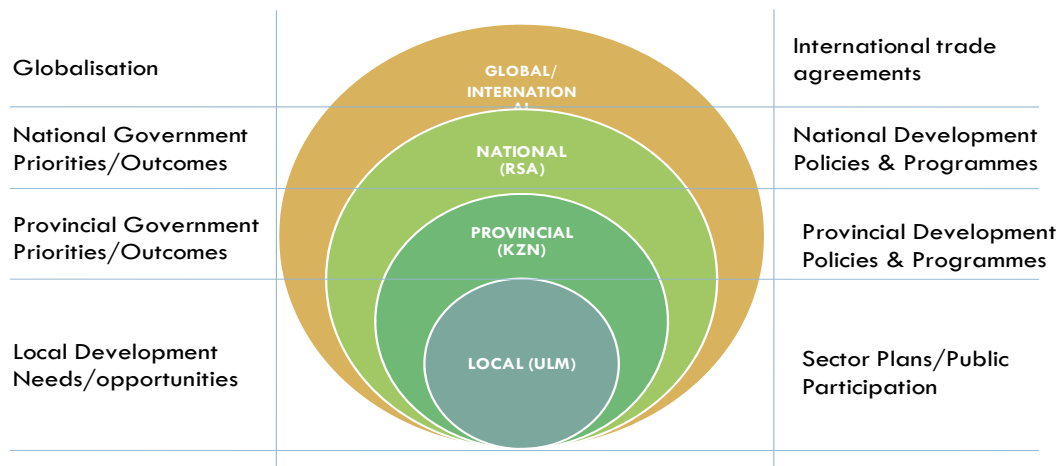 Globalisation
GLOBAL/
INTERNATION
AL
International trade
agreements
National Government
Priorities/Outcomes
NATIONAL
(RSA)
National Development
Policies & Programmes
Provincial Government
Priorities/Outcomes
PROVINCIAL
(KZN)
Provincial Development
Policies & Programmes
Local Development
Needs/opportunities
LOCAL (ULM)
Sector Plans/Public
Participation